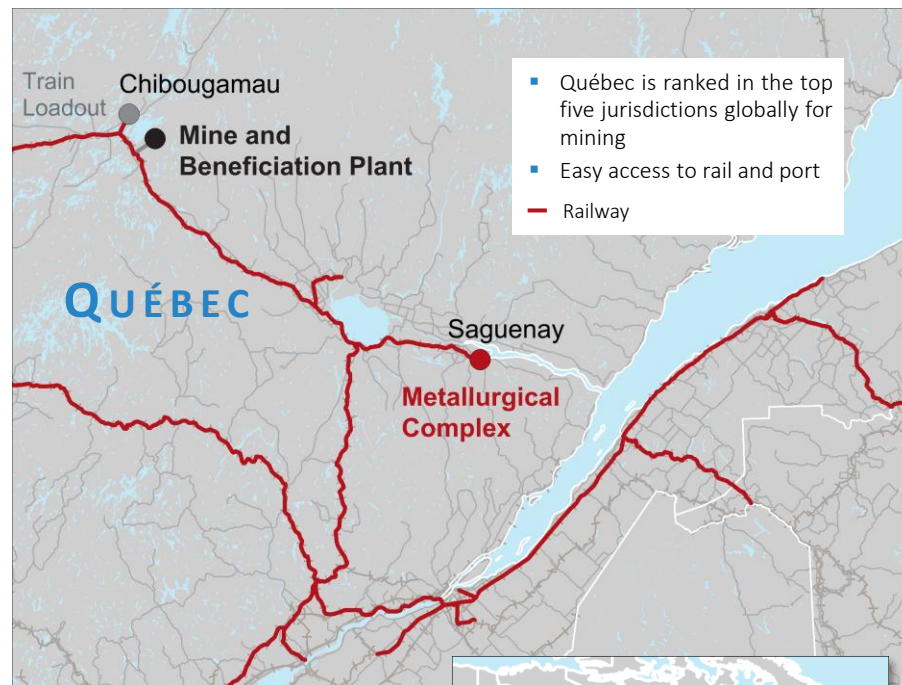 Train
Loadout
Chibougamau
Mine and
Beneficiation Plant
▪ Québec is ranked in the top
five jurisdictions globally for
mining
▪ Easy access to rail and port
Railway
QUÉBEC
Saguenay
Metallurgical
Complex